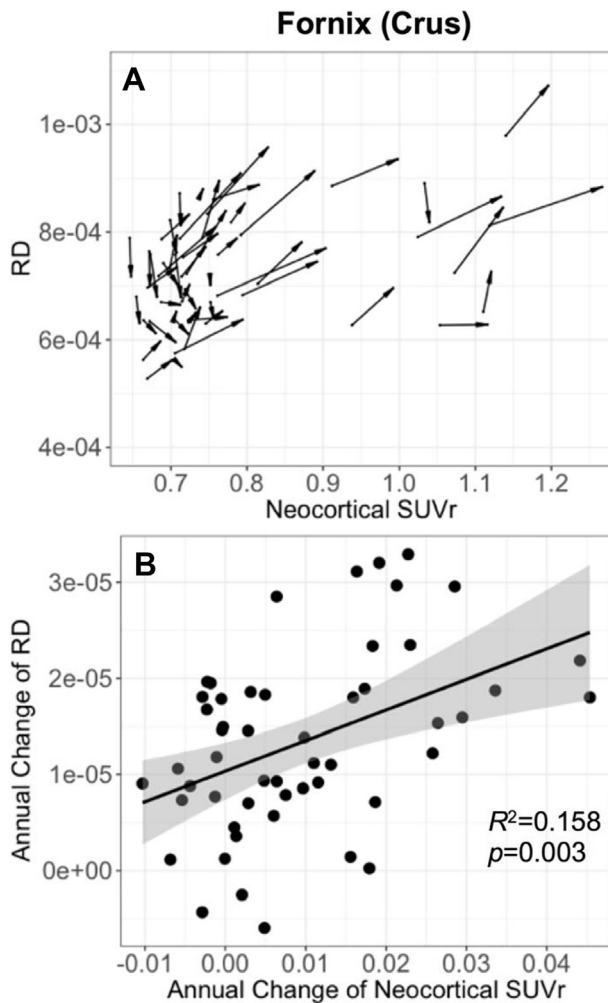 Fornix (Crus)
A
1e-03
8e-04
6e-04
4e-04
RD
0.7 0.8 0.9 1.0 1.1 1.2
Neocortical SUVr
B
3e-05
2e-05
1e-05
0e+00
Annual Change of RD
R²=0.158
p=0.003
-0.01 0.00 0.01 0.02 0.03 0.04
Annual Change of Neocortical SUVr